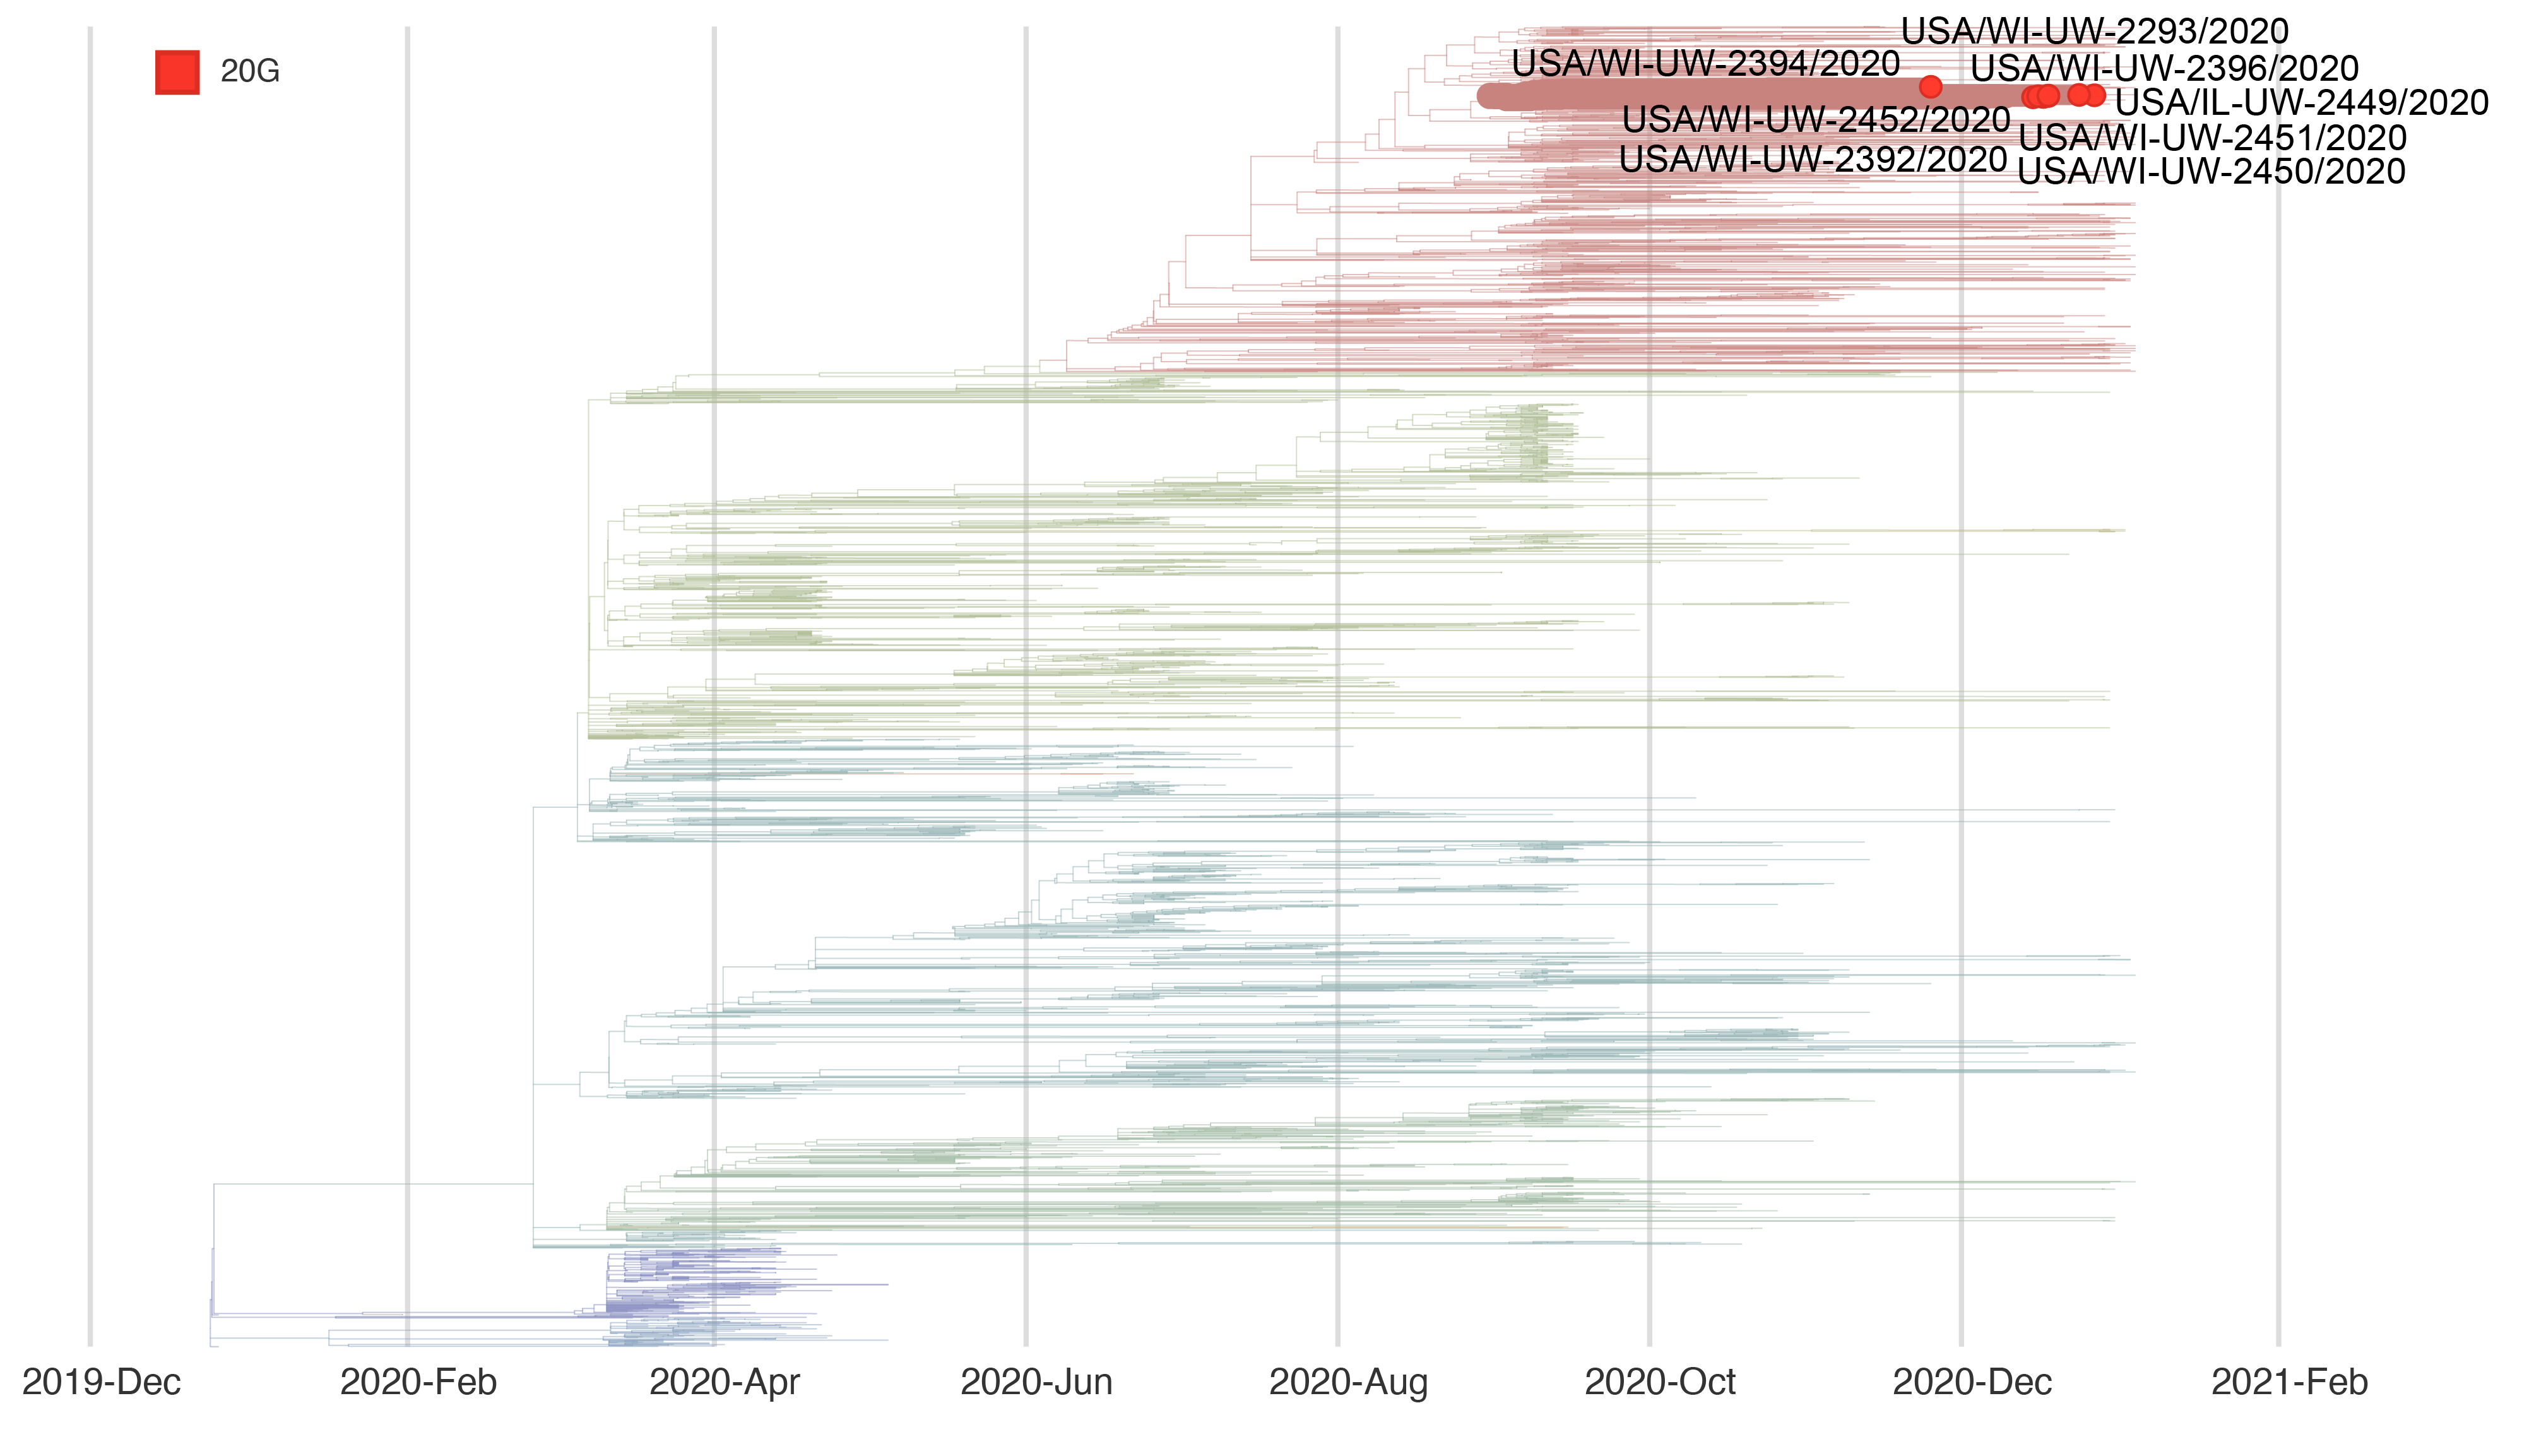 USA/WI-UW-2293/2020
USA/WI-UW-2394/2020
20G
USA/WI-UW-2396/2020
USA/IL-UW-2449/2020
USA/WI-UW-2452/2020
USA/WI-UW-2451/2020
USA/WI-UW-2392/2020
USA/WI-UW-2450/2020
2019-Dec
2020-Feb
2020-Apr
2020-Jun
2020-Aug
2020-Oct
2020-Dec
2021-Feb